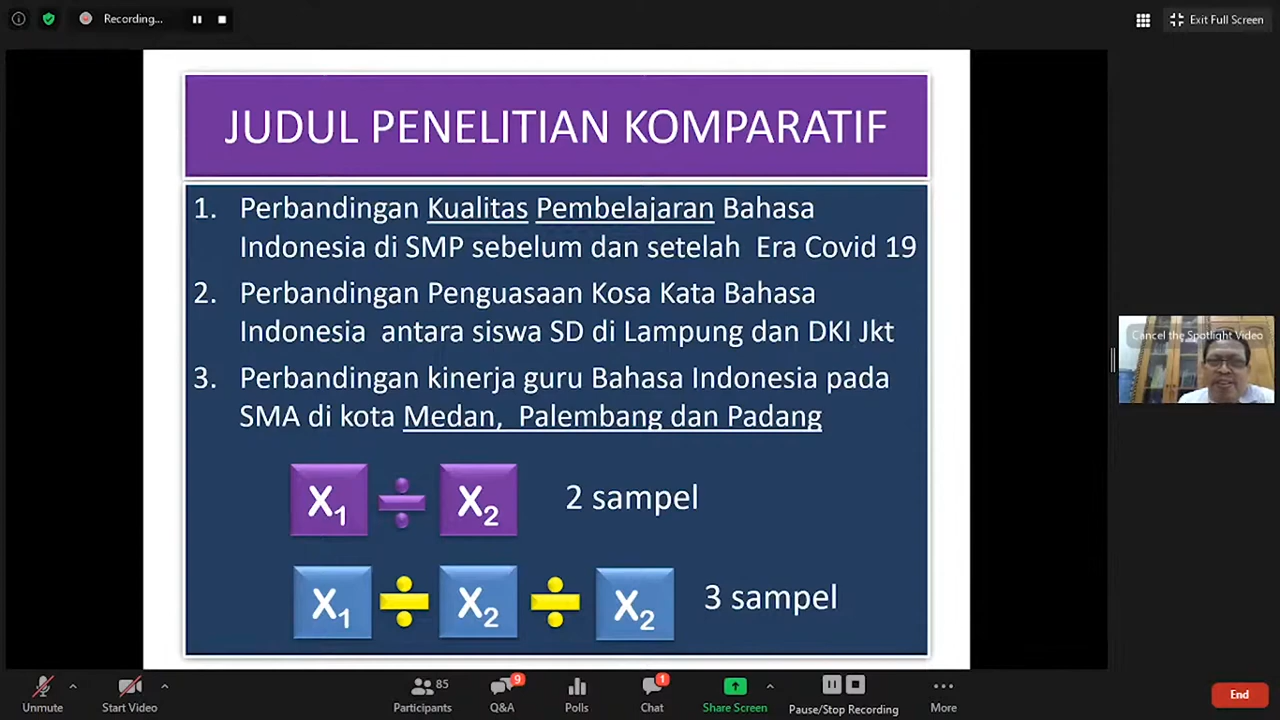 Recording...
Exit Full Screen
JUDUL PENELITIAN KOMPARATIF
1. Perbandingan Kualitas Pembelajaran Bahasa
Indonesia di SMP sebelum dan setelah Era Covid 19
2. Perbandingan Penguasaan Kosa Kata Bahasa
Indonesia antara siswa SD di Lampung dan DKI Jkt
3. Perbandingan kinerja guru Bahasa Indonesia pada
SMA di kota Medan, Palembang dan Padang
X₁ ÷ X₂ 2 sampel
X₁ ÷ X₂ ÷ X₂ 3 sampel
Cancel the Spotlight Video
85 9 1
Unmute Start Video Participants Q&A Polls Chat Share Screen Pause/Stop Recording More End